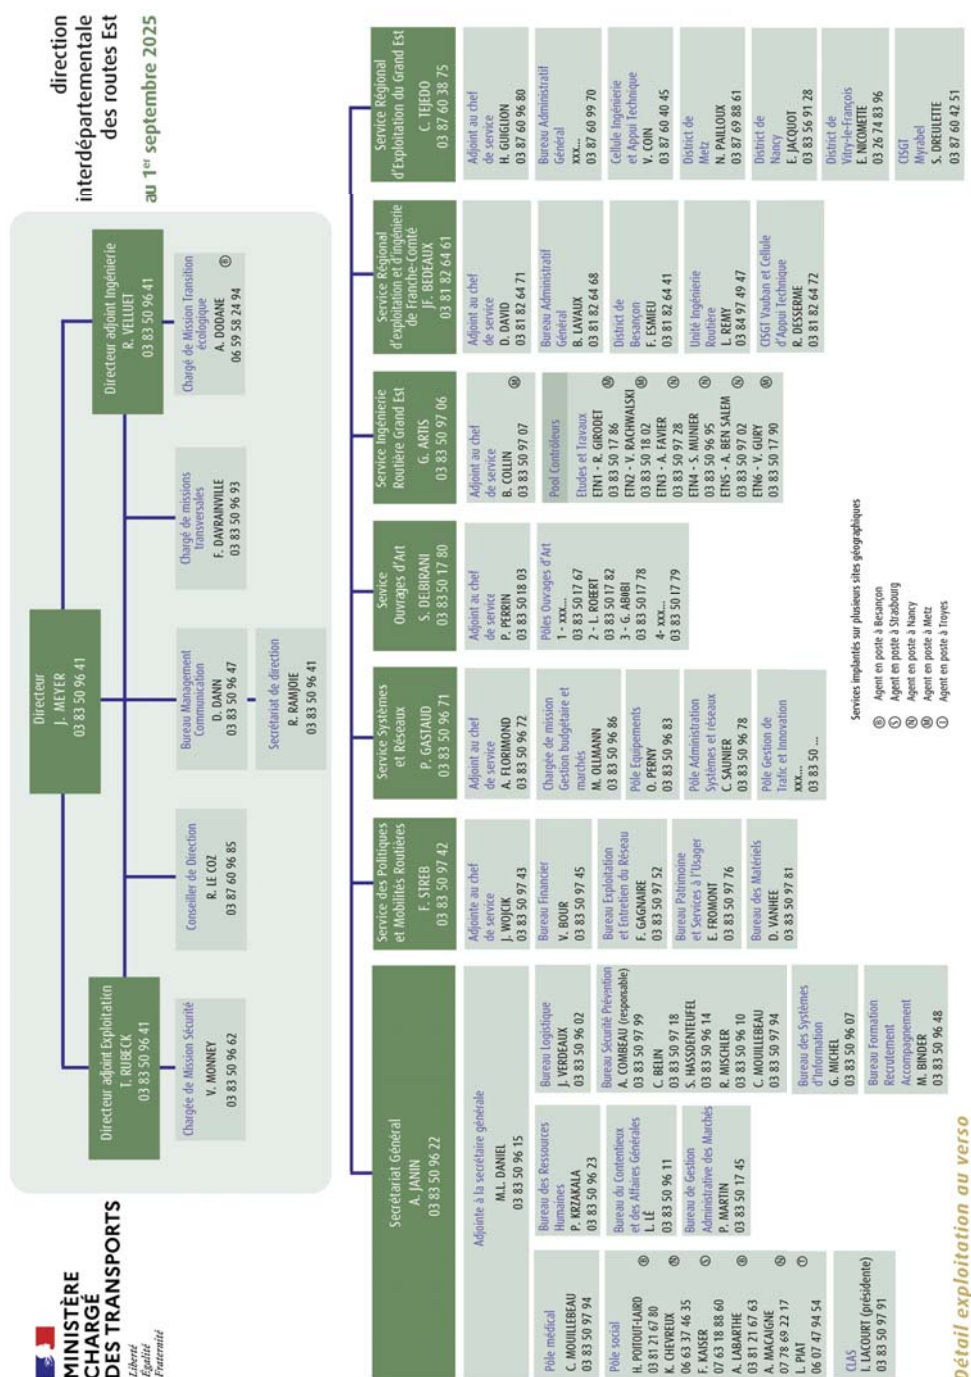 MINISTÈRE
CHARGÉ
DES TRANSPORTS
Liberté
Égalité
Fraternité
direction
interdépartementale
des routes Est
au 1er septembre 2025
Directeur
J. MEYER
03 83 50 96 41
Directeur adjoint Exploitation
T. RUBECK
03 83 50 96 41
Directeur adjoint Ingénierie
R. VELLUET
03 83 50 96 41
Chargée de Mission Sécurité
V. MONNEY
03 83 50 96 62
Conseiller de Direction
R. LE COZ
03 87 60 96 85
Bureau Management
Communication
D. DANN
03 83 50 96 47
Secrétariat de direction
R. RAMJOIE
03 83 50 96 41
Chargé de missions
transversales
F. DAVRAINVILLE
03 83 50 96 93
Chargé de Mission Transition
écologique
A. DODANE
06 59 58 24 94
B
Secrétariat Général
A. JANIN
03 83 50 96 22
Adjointe à la secrétaire générale
M.L. DANIEL
03 83 50 96 15
Pôle médical
C. MOUILLEBEAU
03 83 50 97 94
Pôle social
H. POITOUT-LAIRD B
03 81 21 67 80
K. CHEVREUX N
06 63 37 46 35
F. KAISER S
07 63 18 88 60
A. LABARTHE B
03 81 21 67 63
A. MACAIGNE N
07 78 69 22 17
L. PIAT T
06 07 47 94 54
CLAS
I. LACOURT (présidente)
03 83 50 97 91
Bureau des Ressources
Humaines
P. KRZAKALA
03 83 50 96 23
Bureau du Contentieux
et des Affaires Générales
L. LÊ
03 83 50 96 11
Bureau de Gestion
Administrative des Marchés
P. MARTIN
03 83 50 17 45
Bureau Logistique
J. VERDEAUX
03 83 50 96 02
Bureau Sécurité Prévention
A. COMBEAU (responsable)
03 83 50 97 99
C. BELIN
03 83 50 97 18
S. HASSDENTEUFEL
03 83 50 96 14
R. MISCHLER
03 83 50 96 10
C. MOUILLEBEAU
03 83 50 97 94
Bureau des Systèmes
d'Information
G. MICHEL
03 83 50 96 07
Bureau Formation
Recrutement
Accompagnement
M. BINDER
03 83 50 96 48
Service des Politiques
et Mobilités Routières
F. STREB
03 83 50 97 42
Adjointe au chef
de service
J. WOJCIK
03 83 50 97 43
Bureau Financier
V. BOUR
03 83 50 97 45
Bureau Exploitation
et Entretien du Réseau
F. GAGNAIRE
03 83 50 97 52
Bureau Patrimoine
et Services à l'Usager
E. FROMONT
03 83 50 97 76
Bureau des Matériels
D. VANHEE
03 83 50 97 81
Service Systèmes
et Réseaux
P. GASTAUD
03 83 50 96 71
Adjoint au chef
de service
A. FLORIMOND
03 83 50 96 72
Chargée de mission
Gestion budgétaire et
marchés
M. OLLMANN
03 83 50 96 86
Pôle Equipements
O. PERNY
03 83 50 96 83
Pôle Administration
Systèmes et réseaux
C. SAUNIER
03 83 50 96 78
Pôle Gestion de
Trafic et Innovation
xxx...
03 83 50 ...
Service
Ouvrages d'Art
S. DEBIRANI
03 83 50 17 80
Adjoint au chef
de service
P. PERRIN
03 83 50 18 03
Pôles Ouvrages d'Art
1 - xxx...
03 83 50 17 67
2 - L. ROBERT
03 83 50 17 82
3 - G. ABABI
03 83 50 17 78
4- xxx...
03 83 50 17 79
Service Ingénierie
Routière Grand Est
G. ARTIS
03 83 50 97 06
Adjoint au chef
de service
B. COLLIN M
03 83 50 97 07
Pool Contrôleurs
Etudes et Travaux
ETN1 - R. GIRODET M
03 83 50 17 86
ETN2 - V. RACHWALSKI M
03 83 50 18 02
ETN3 - A. FAVIER N
03 83 50 97 28
ETN4 - S. MUNIER N
03 83 50 96 95
ETN5 - A. BEN SALEM N
03 83 50 97 02
ETN6 - V. GURY M
03 83 50 17 90
Service Régional
d'exploitation et d'ingénierie
de Franche-Comté
JF. BEDEAUX
03 81 82 64 61
Adjoint au chef
de service
D. DAVID
03 81 82 64 71
Bureau Administratif
Général
B. LAVAUX
03 81 82 64 68
District de
Besançon
F. ESMIEU
03 81 82 64 41
Unité Ingénierie
Routière
L. REMY
03 84 97 49 47
CISGT Vauban et Cellule
d'Appui Technique
R. DESSERME
03 81 82 64 72
Service Régional
d'Exploitation du Grand Est
C. TEJEDO
03 87 60 38 75
Adjoint au chef
de service
H. GUIGLION
03 87 60 96 80
Bureau Administratif
Général
xxx...
03 87 60 99 70
Cellule Ingénierie
et Appui Technique
V. COIN
03 87 60 40 45
District de
Metz
N. PAILLOUX
03 87 69 88 61
District de
Nancy
E. JACQUOT
03 83 56 91 28
District de
Vitry-le-François
E. NICOMETTE
03 26 74 83 96
CISGT
Myrabel
S. DREULETTE
03 87 60 42 51
Services implantés sur plusieurs sites géographiques
B Agent en poste à Besançon
S Agent en poste à Strasbourg
N Agent en poste à Nancy
M Agent en poste à Metz
T Agent en poste à Troyes
Détail exploitation au verso